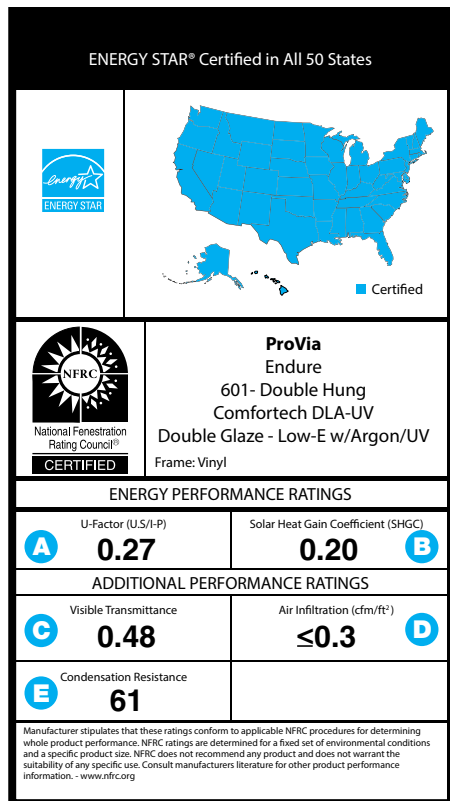 ENERGY STAR® Certified in All 50 States
energy
ENERGY STAR
Certified
NFRC
National Fenestration
Rating Council®
CERTIFIED
ProVia
Endure
601- Double Hung
Comfortech DLA-UV
Double Glaze - Low-E w/Argon/UV
Frame: Vinyl
ENERGY PERFORMANCE RATINGS
A
U-Factor (U.S/I-P)
0.27
Solar Heat Gain Coefficient (SHGC)
0.20
B
ADDITIONAL PERFORMANCE RATINGS
C
Visible Transmittance
0.48
Air Infiltration (cfm/ft²)
≤0.3
D
E
Condensation Resistance
61
Manufacturer stipulates that these ratings conform to applicable NFRC procedures for determining
whole product performance. NFRC ratings are determined for a fixed set of environmental conditions
and a specific product size. NFRC does not recommend any product and does not warrant the
suitability of any specific use. Consult manufacturers literature for other product performance
information. - www.nfrc.org